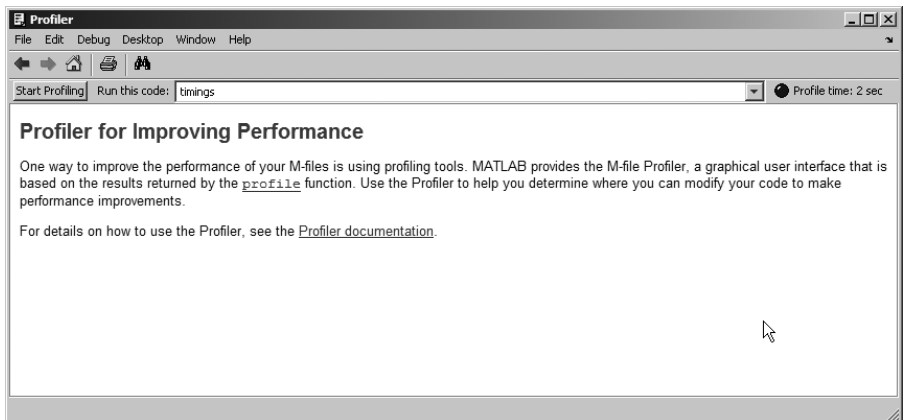 Profiler
File Edit Debug Desktop Window Help
Start Profiling Run this code: timings Profile time: 2 sec
Profiler for Improving Performance
One way to improve the performance of your M-files is using profiling tools. MATLAB provides the M-file Profiler, a graphical user interface that is
based on the results returned by the profile function. Use the Profiler to help you determine where you can modify your code to make
performance improvements.
For details on how to use the Profiler, see the Profiler documentation.